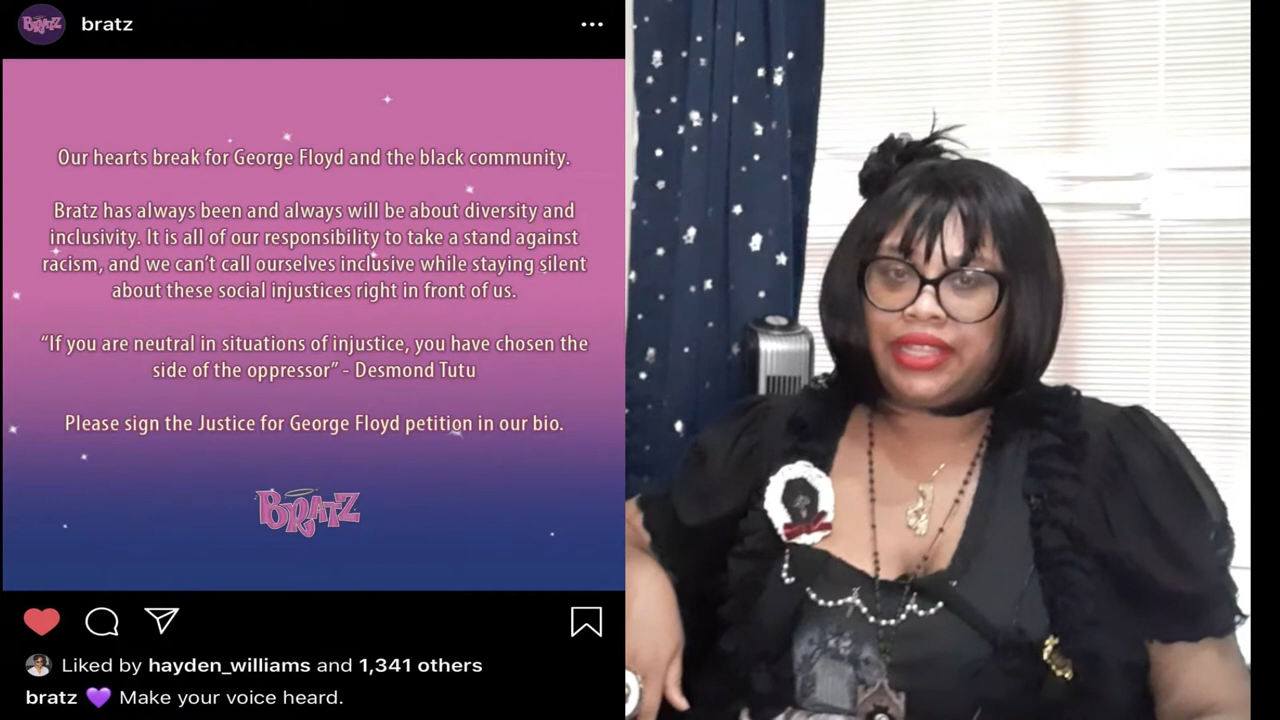 BRATZ bratz
Our hearts break for George Floyd and the black community.
Bratz has always been and always will be about diversity and
inclusivity. It is all of our responsibility to take a stand against
racism, and we can't call ourselves inclusive while staying silent
about these social injustices right in front of us.
“If you are neutral in situations of injustice, you have chosen the
side of the oppressor” - Desmond Tutu
Please sign the Justice for George Floyd petition in our bio.
BRATZ
Liked by hayden_williams and 1,341 others
bratz 💜 Make your voice heard.